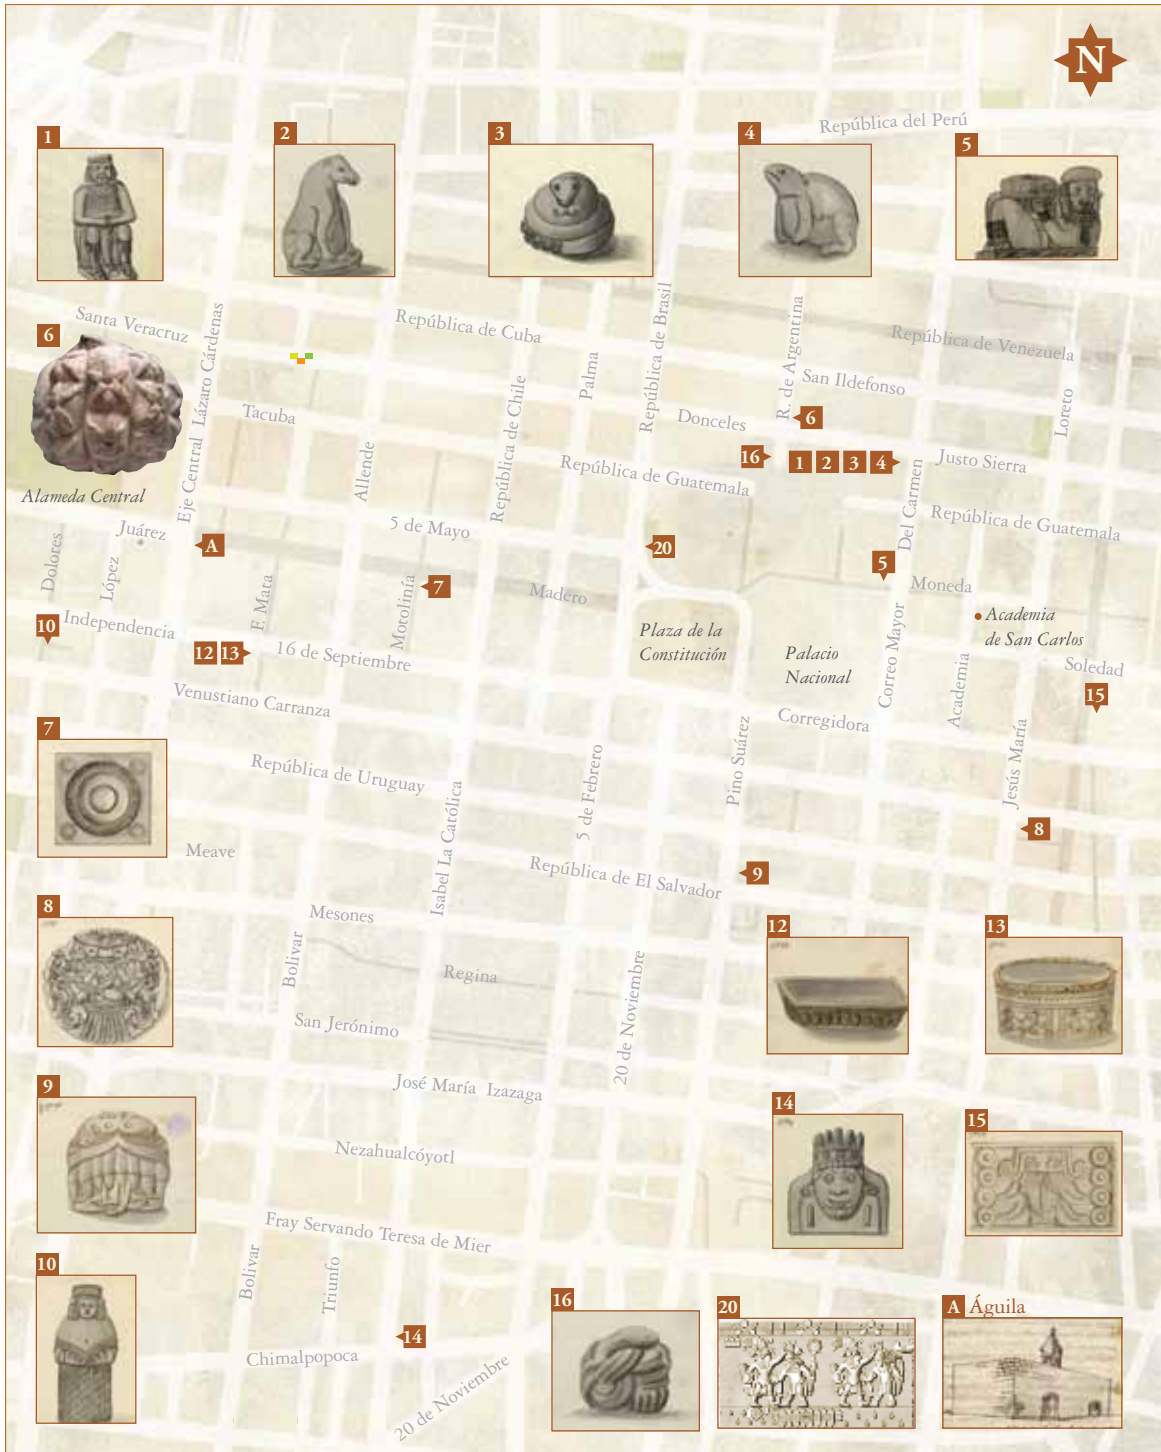 N
República del Perú
1
2
3
4
5
Santa Veracruz
Eje Central Lázaro Cárdenas
República de Cuba
República de Brasil
R. de Argentina
República de Venezuela
6
Palma
San Ildefonso
Tacuba
República de Chile
Donceles
6
Loreto
Allende
República de Guatemala
16
1
2
3
4
Justo Sierra
Alameda Central
Del Carmen
República de Guatemala
Juárez
5 de Mayo
A
20
5
Dolores
López
F. Mata
Motolinía
7
Madero
Moneda
10
Independencia
12
13
16 de Septiembre
Plaza de la
Constitución
Palacio
Nacional
Correo Mayor
Academia
de San Carlos
Academia
Soledad
15
Venustiano Carranza
Corregidora
7
República de Uruguay
Isabel La Católica
5 de Febrero
Pino Suárez
Jesús María
8
Meave
República de El Salvador
9
8
Mesones
12
13
Bolivar
Regina
20 de Noviembre
San Jerónimo
9
José María Izazaga
14
15
Nezahualcóyotl
Fray Servando Teresa de Mier
10
Bolivar
Triunfo
16
20
A Águila
14
Chimalpopoca
20 de Noviembre